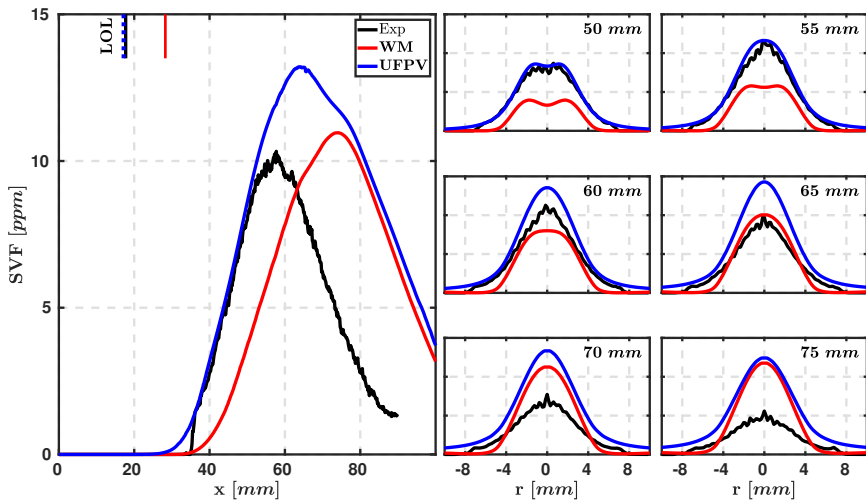 15
10
5
0
SVF [ppm]
LOL
Exp
WM
UFPV
0 20 40 60 80
x [mm]
50 mm
55 mm
60 mm
65 mm
70 mm
75 mm
-8 -4 0 4 8
-8 -4 0 4 8
r [mm]
r [mm]